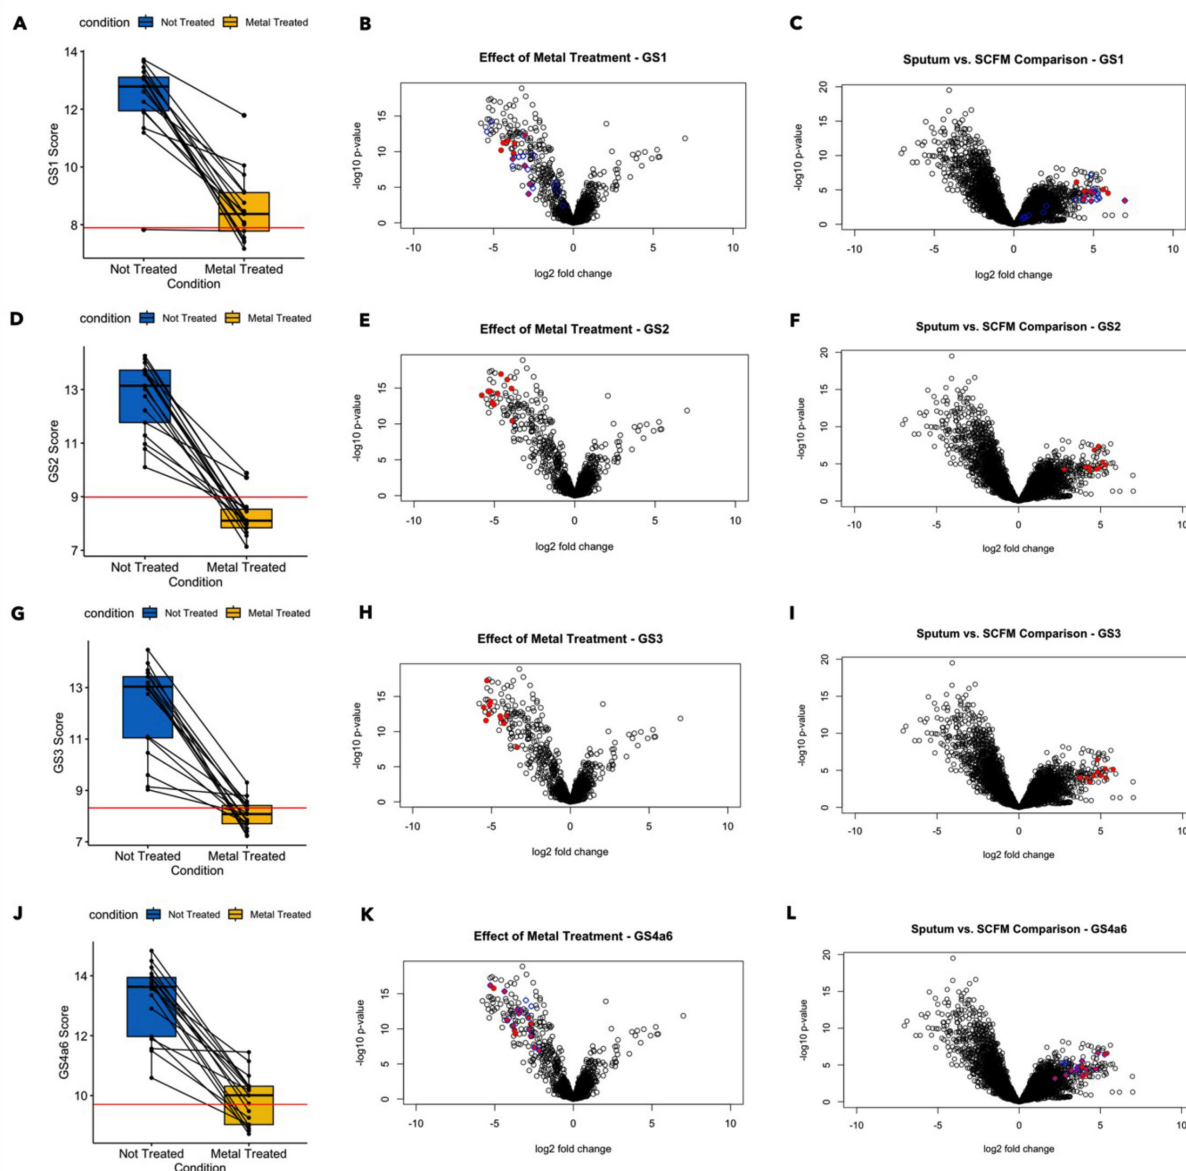 A
condition Not Treated Metal Treated
GS1 Score
14
12
10
8
Not Treated Metal Treated
Condition
B
Effect of Metal Treatment - GS1
-log10 p-value
15
10
5
0
-10 -5 0 5 10
log2 fold change
C
Sputum vs. SCFM Comparison - GS1
-log10 p-value
20
15
10
5
0
-10 -5 0 5 10
log2 fold change
D
condition Not Treated Metal Treated
GS2 Score
13
11
9
7
Not Treated Metal Treated
Condition
E
Effect of Metal Treatment - GS2
-log10 p-value
15
10
5
0
-10 -5 0 5 10
log2 fold change
F
Sputum vs. SCFM Comparison - GS2
-log10 p-value
20
15
10
5
0
-10 -5 0 5 10
log2 fold change
G
condition Not Treated Metal Treated
GS3 Score
13
11
9
7
Not Treated Metal Treated
Condition
H
Effect of Metal Treatment - GS3
-log10 p-value
15
10
5
0
-10 -5 0 5 10
log2 fold change
I
Sputum vs. SCFM Comparison - GS3
-log10 p-value
20
15
10
5
0
-10 -5 0 5 10
log2 fold change
J
condition Not Treated Metal Treated
GS4a6 Score
14
12
10
Not Treated Metal Treated
Condition
K
Effect of Metal Treatment - GS4a6
-log10 p-value
15
10
5
0
-10 -5 0 5 10
log2 fold change
L
Sputum vs. SCFM Comparison - GS4a6
-log10 p-value
20
15
10
5
0
-10 -5 0 5 10
log2 fold change